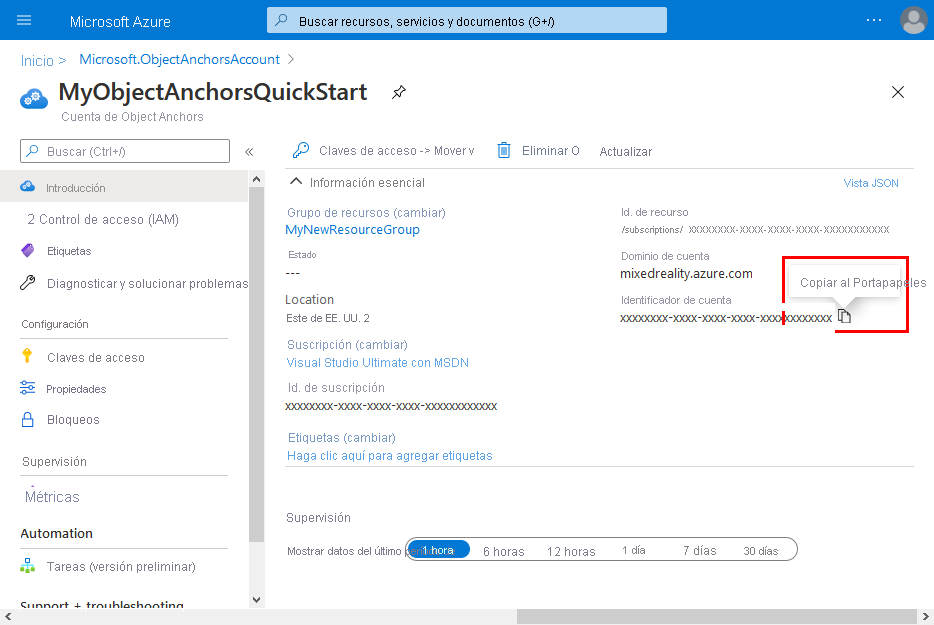 Microsoft Azure
Buscar recursos, servicios y documentos (G+/)
Inicio >
Microsoft.ObjectAnchorsAccount
MyObjectAnchorsQuickStart
Cuenta de Object Anchors
Buscar (Ctrl+/)
«
Introducción
2 Control de acceso (IAM)
Etiquetas
Diagnosticar y solucionar problemas
Configuración
Claves de acceso
Propiedades
Bloqueos
Supervisión
Métricas
Automation
Tareas (versión preliminar)
Support + troubleshooting
Claves de acceso -> Mover v
Eliminar O
Actualizar
Información esencial
Vista JSON
Grupo de recursos (cambiar)
MyNewResourceGroup
Estado
---
Location
Este de EE. UU. 2
Suscripción (cambiar)
Visual Studio Ultimate con MSDN
Id. de suscripción
xxxxxxxx-xxxx-xxxx-xxxx-xxxxxxxxxxxx
Etiquetas (cambiar)
Haga clic aquí para agregar etiquetas
Id. de recurso
/subscriptions/ XXXXXXXX-XXXX-XXXX-XXXX-XXXXXXXXXXX
Dominio de cuenta
mixedreality.azure.com
Copiar al Portapapeles
Identificador de cuenta
xxxxxxxx-xxxx-xxxx-xxxx-xxxxxxxxxxxx
Supervisión
Mostrar datos del último
1 hora
6 horas
12 horas
1 día
7 días
30 días